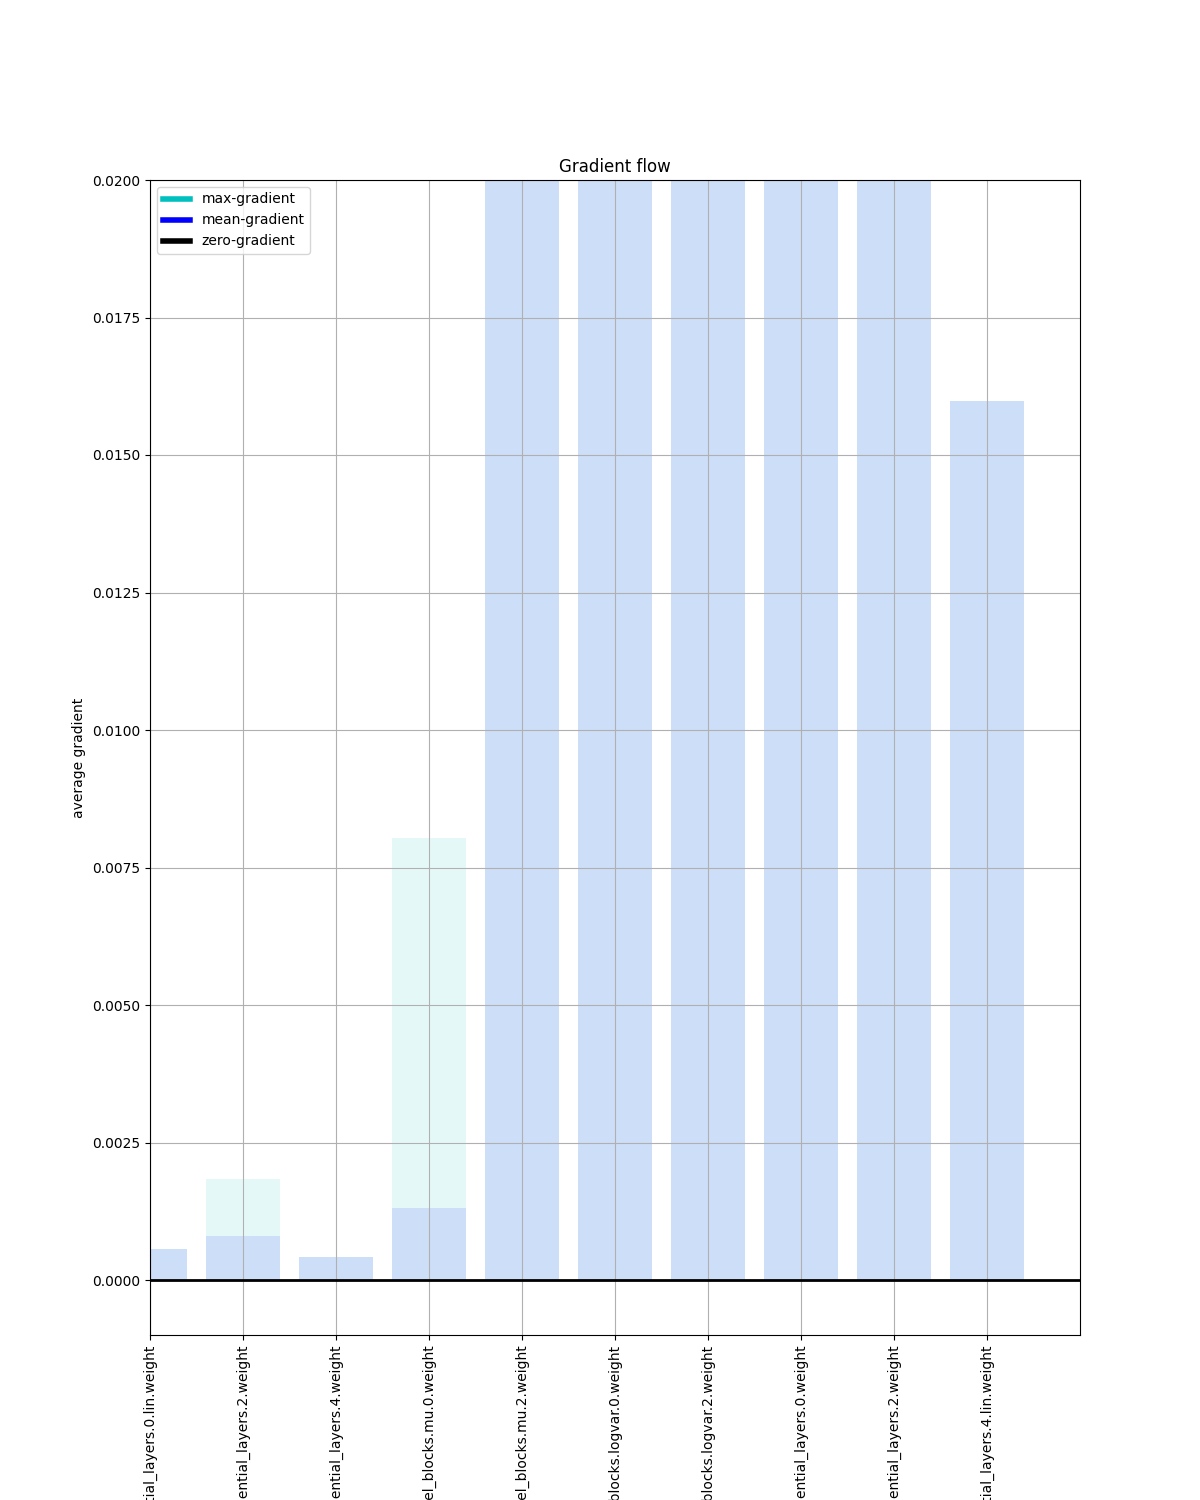 Gradient flow
max-gradient
mean-gradient
zero-gradient
0.0200
0.0175
0.0150
0.0125
0.0100
0.0075
0.0050
0.0025
0.0000
average gradient
tial_layers.0.lin.weight
ential_layers.2.weight
ential_layers.4.weight
el_blocks.mu.0.weight
el_blocks.mu.2.weight
blocks.logvar.0.weight
blocks.logvar.2.weight
ential_layers.0.weight
ential_layers.2.weight
tial_layers.4.lin.weight